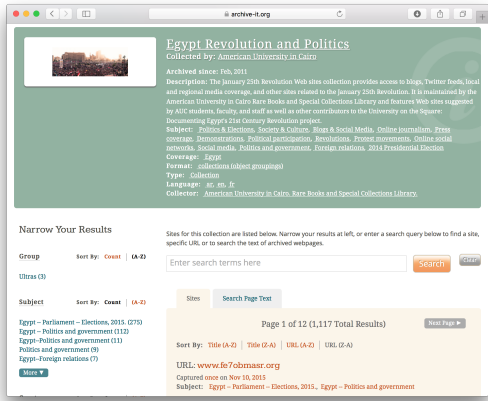 archive-it.org
Egypt Revolution and Politics
Collected by: American University in Cairo
Archived since: Feb, 2011
Description: The January 25th Revolution Web sites collection provides access to blogs, Twitter feeds, local
and regional media coverage, and other sites related to the January 25th Revolution. It is maintained by the
American University in Cairo Rare Books and Special Collections Library and features Web sites suggested
by AUC students, faculty, and staff as well as other contributors to the University on the Square:
Documenting Egypt's 21st Century Revolution project.
Subject: Politics & Elections, Society & Culture, Blogs & Social Media, Online journalism, Press
coverage, Demonstrations, Political participation, Revolutions, Protest movements, Online social
networks, Social media, Politics and government, Foreign relations, 2014 Presidential Election
Coverage: Egypt
Format: collections (object groupings)
Type: Collection
Language: ar, en, fr
Collector: American University in Cairo. Rare Books and Special Collections Library.
Narrow Your Results
Group Sort By: Count | (A-Z)
Ultras (3)
Subject Sort By: Count | (A-Z)
Egypt -- Parliament -- Elections, 2015. (275)
Egypt -- Politics and government (112)
Egypt--Politics and government (11)
Politics and government (9)
Egypt--Foreign relations (7)
More ▼
Sites for this collection are listed below. Narrow your results at left, or enter a search query below to find a site,
specific URL or to search the text of archived webpages.
Enter search terms here
Search
Clear
Sites
Search Page Text
Page 1 of 12 (1,117 Total Results)
Next Page ►
Sort By: Title (A-Z) | Title (Z-A) | URL (A-Z) | URL (Z-A)
URL: www.fe7obmasr.org
Captured once on Nov 10, 2015
Subject: Egypt -- Parliament -- Elections, 2015., Egypt -- Politics and government